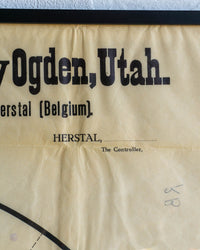 y Ogden, Utah.
erstal (Belgium).
HERSTAL,
The Controller,